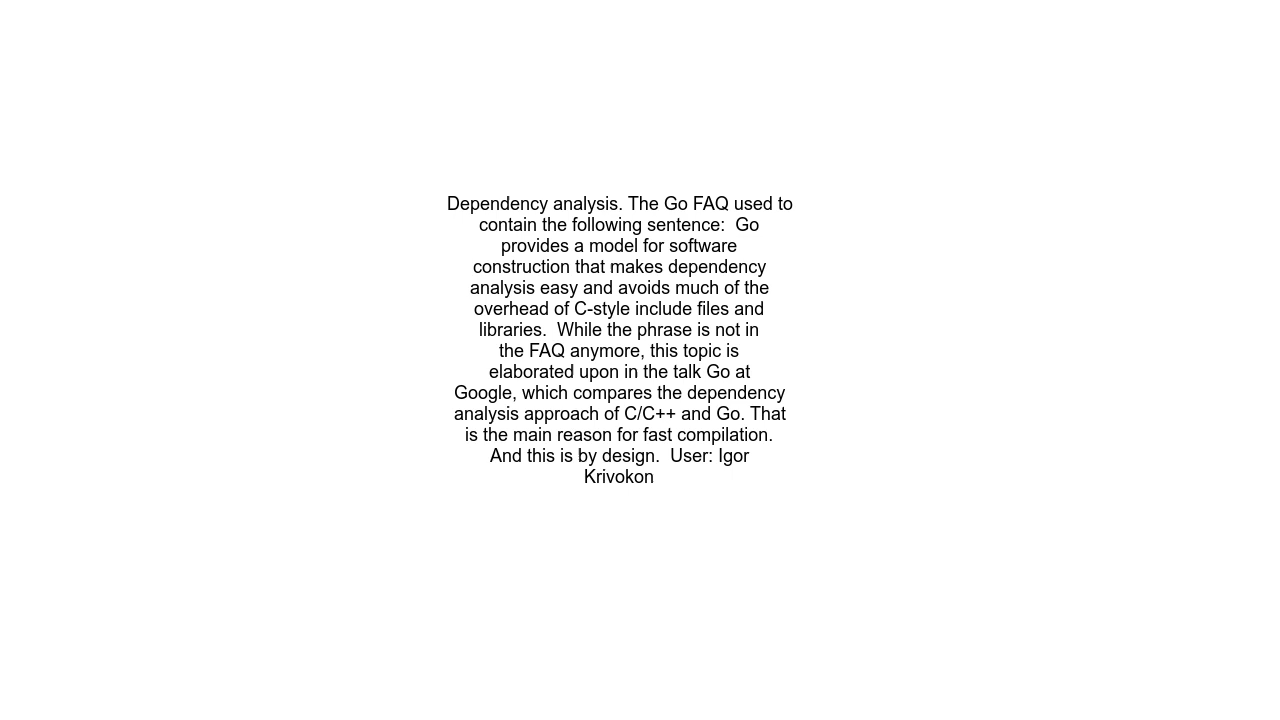 Dependency analysis. The Go FAQ used to
contain the following sentence:  Go
provides a model for software
construction that makes dependency
analysis easy and avoids much of the
overhead of C-style include files and
libraries.  While the phrase is not in
the FAQ anymore, this topic is
elaborated upon in the talk Go at
Google, which compares the dependency
analysis approach of C/C++ and Go. That
is the main reason for fast compilation.
And this is by design.  User: Igor
Krivokon